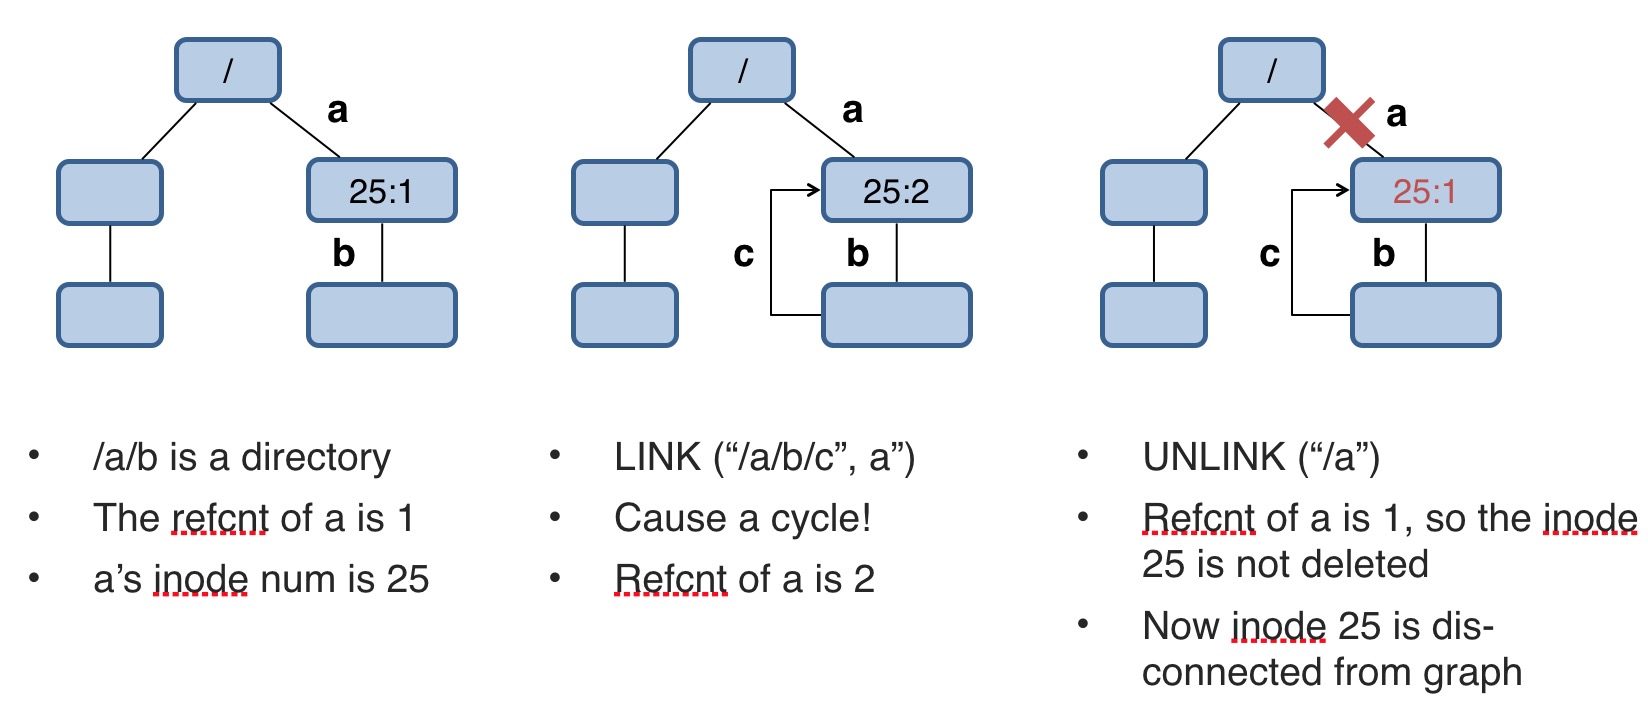 /
a
25:1
b
/
a
25:2
c
b
/
a
25:1
c
b
• /a/b is a directory
• The refcnt of a is 1
• a’s inode num is 25
• LINK (“/a/b/c”, a”)
• Cause a cycle!
• Refcnt of a is 2
• UNLINK (“/a”)
• Refcnt of a is 1, so the inode
25 is not deleted
• Now inode 25 is dis-
connected from graph